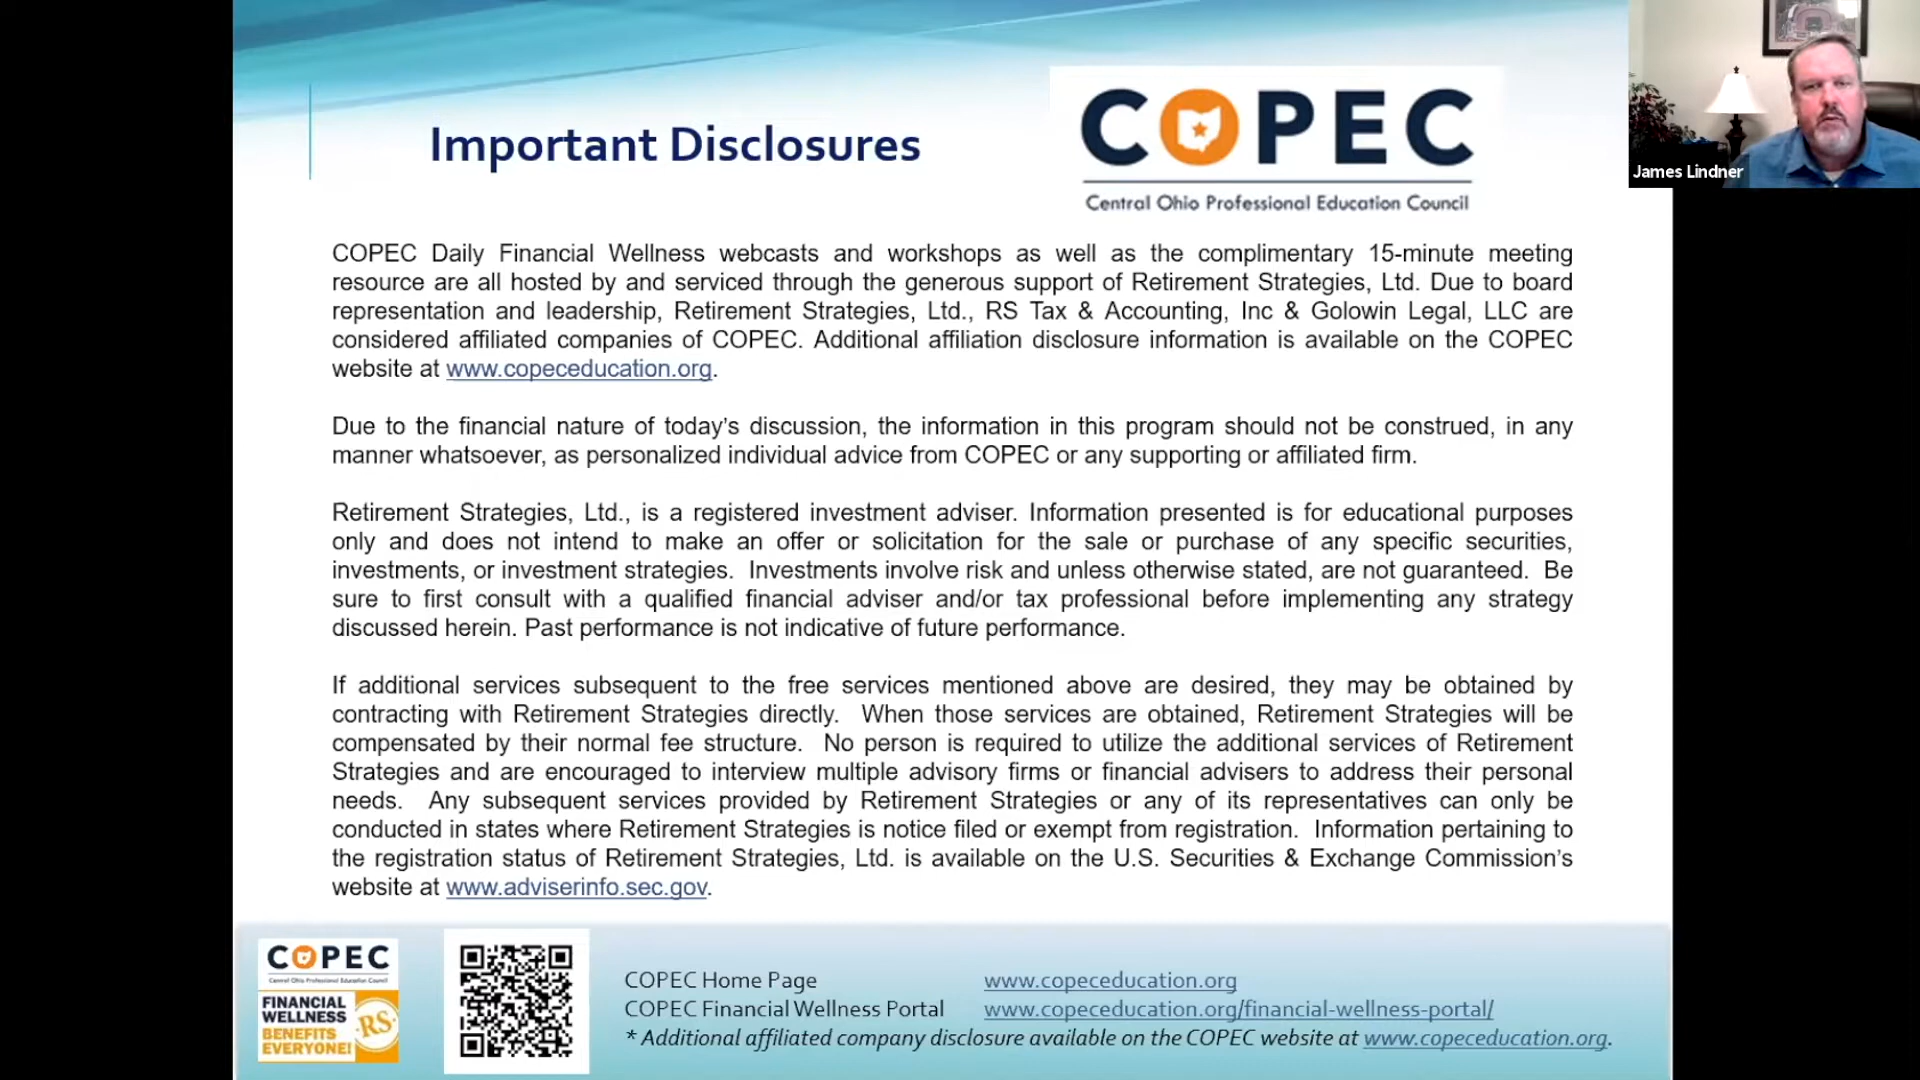 Important Disclosures
COPEC
Central Ohio Professional Education Council
James Lindner
COPEC Daily Financial Wellness webcasts and workshops as well as the complimentary 15-minute meeting
resource are all hosted by and serviced through the generous support of Retirement Strategies, Ltd. Due to board
representation and leadership, Retirement Strategies, Ltd., RS Tax & Accounting, Inc & Golowin Legal, LLC are
considered affiliated companies of COPEC. Additional affiliation disclosure information is available on the COPEC
website at www.copeceducation.org.
Due to the financial nature of today's discussion, the information in this program should not be construed, in any
manner whatsoever, as personalized individual advice from COPEC or any supporting or affiliated firm.
Retirement Strategies, Ltd., is a registered investment adviser. Information presented is for educational purposes
only and does not intend to make an offer or solicitation for the sale or purchase of any specific securities,
investments, or investment strategies. Investments involve risk and unless otherwise stated, are not guaranteed. Be
sure to first consult with a qualified financial adviser and/or tax professional before implementing any strategy
discussed herein. Past performance is not indicative of future performance.
If additional services subsequent to the free services mentioned above are desired, they may be obtained by
contracting with Retirement Strategies directly. When those services are obtained, Retirement Strategies will be
compensated by their normal fee structure. No person is required to utilize the additional services of Retirement
Strategies and are encouraged to interview multiple advisory firms or financial advisers to address their personal
needs. Any subsequent services provided by Retirement Strategies or any of its representatives can only be
conducted in states where Retirement Strategies is notice filed or exempt from registration. Information pertaining to
the registration status of Retirement Strategies, Ltd. is available on the U.S. Securities & Exchange Commission's
website at www.adviserinfo.sec.gov.
COPEC
Central Ohio Professional Education Council
FINANCIAL
WELLNESS
BENEFITS
EVERYONE!
RS
COPEC Home Page www.copeceducation.org
COPEC Financial Wellness Portal www.copeceducation.org/financial-wellness-portal/
* Additional affiliated company disclosure available on the COPEC website at www.copeceducation.org.